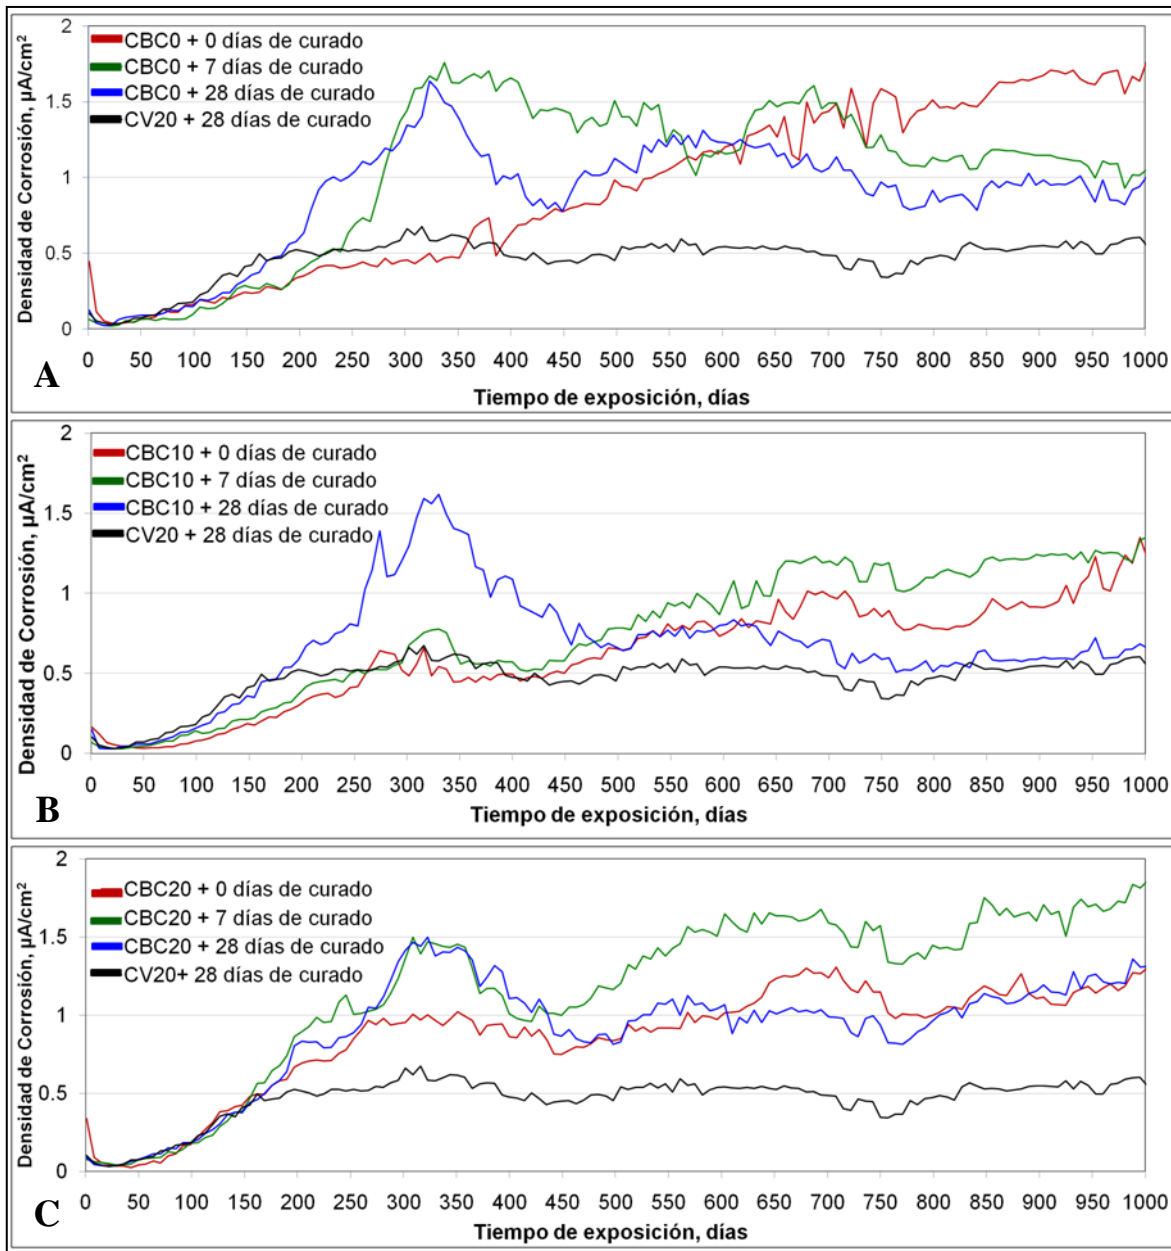 2
1.5
1
0.5
0
Densidad de Corrosión, µA/cm²
CBC0 + 0 días de curado
CBC0 + 7 días de curado
CBC0 + 28 días de curado
CV20 + 28 días de curado
0 50 100 150 200 250 300 350 400 450 500 550 600 650 700 750 800 850 900 950 1000
Tiempo de exposición, días
A
2
1.5
1
0.5
0
Densidad de Corrosión, µA/cm²
CBC10 + 0 días de curado
CBC10 + 7 días de curado
CBC10 + 28 días de curado
CV20 + 28 días de curado
0 50 100 150 200 250 300 350 400 450 500 550 600 650 700 750 800 850 900 950 1000
Tiempo de exposición, días
B
2
1.5
1
0.5
0
Densidad de Corrosión, µA/cm²
CBC20 + 0 días de curado
CBC20 + 7 días de curado
CBC20 + 28 días de curado
CV20+ 28 días de curado
0 50 100 150 200 250 300 350 400 450 500 550 600 650 700 750 800 850 900 950 1000
Tiempo de exposición, días
C